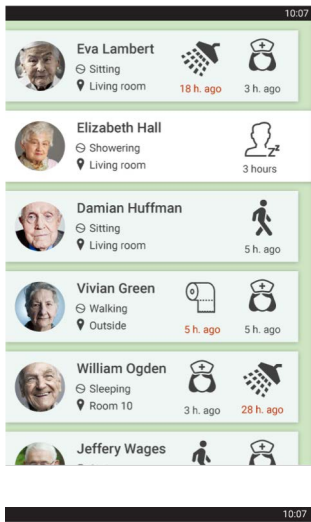 10:07
Eva Lambert
Sitting
Living room
18 h. ago
3 h. ago
Elizabeth Hall
Showering
Living room
z z
3 hours
Damian Huffman
Sitting
Living room
5 h. ago
Vivian Green
Walking
Outside
5 h. ago
5 h. ago
William Ogden
Sleeping
Room 10
3 h. ago
28 h. ago
Jeffery Wages
10:07